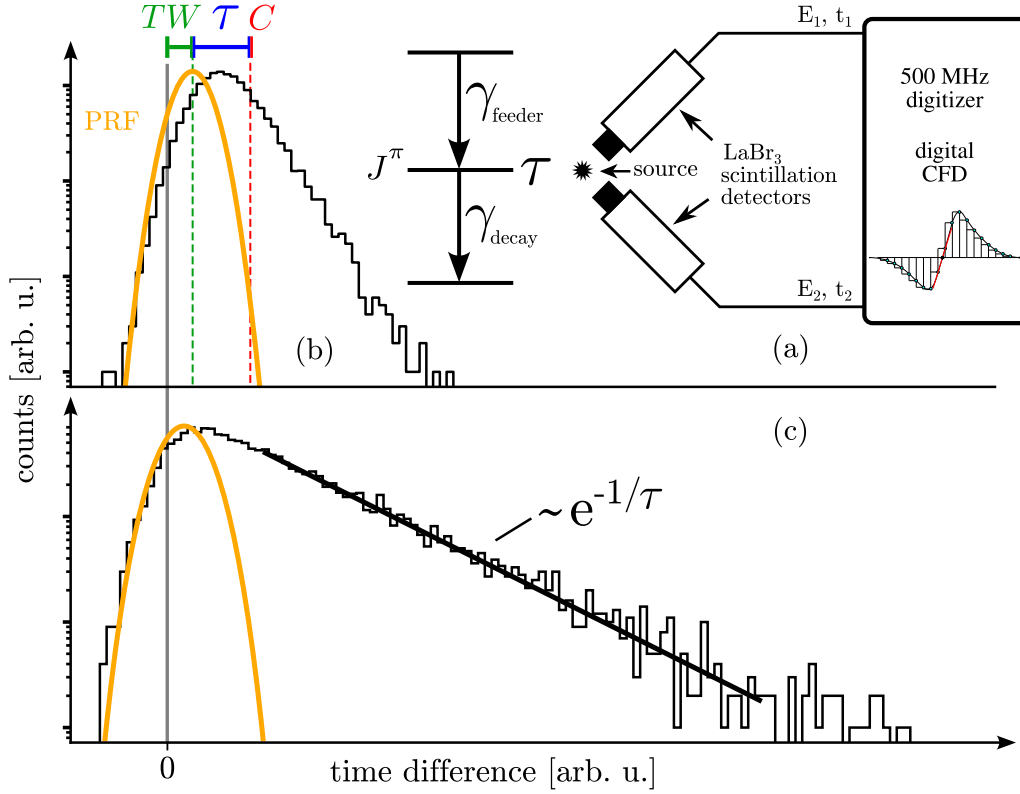 TW τ C
PRF
γfeeder
J^π τ
γdecay
source
LaBr₃
scintillation
detectors
E₁, t₁
E₂, t₂
500 MHz
digitizer
digital
CFD
(b)
(a)
(c)
~e^-1/τ
counts [arb. u.]
0
time difference [arb. u.]